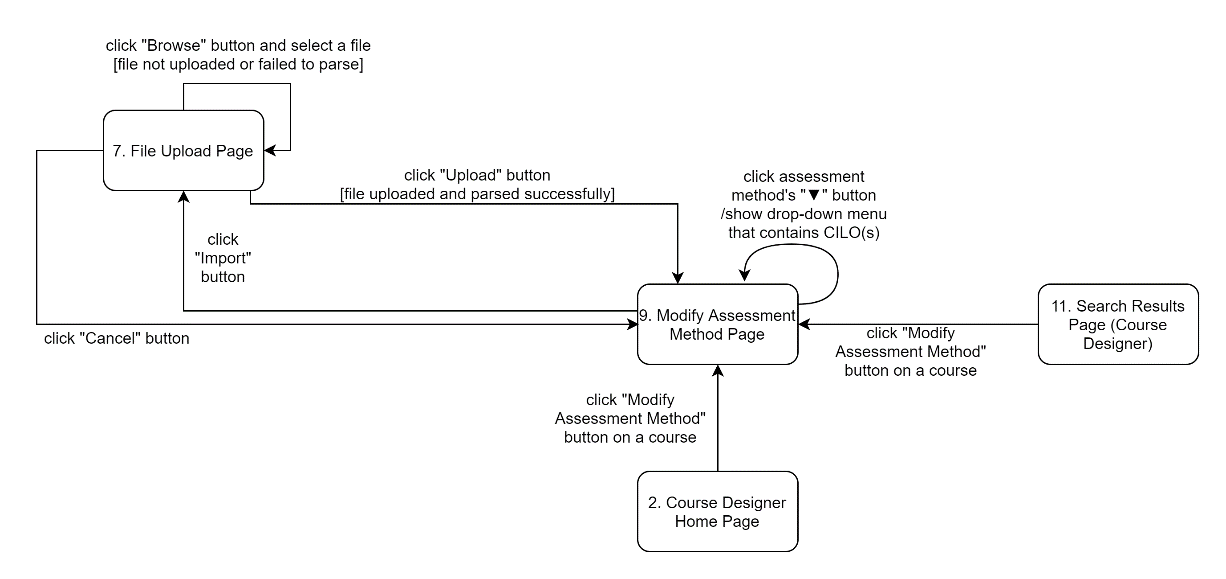 click "Browse" button and select a file
[file not uploaded or failed to parse]
7. File Upload Page
click "Upload" button
[file uploaded and parsed successfully]
click assessment
method's "▼" button
/show drop-down menu
that contains CILO(s)
click
"Import"
button
9. Modify Assessment
Method Page
11. Search Results
Page (Course
Designer)
click "Cancel" button
click "Modify
Assessment Method"
button on a course
click "Modify
Assessment Method"
button on a course
2. Course Designer
Home Page